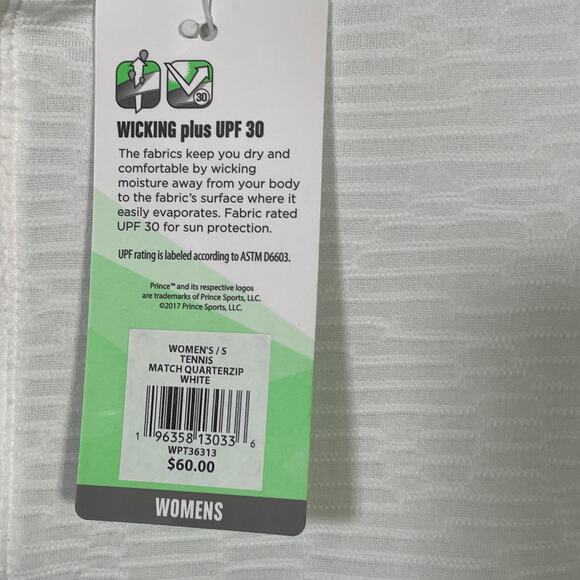 30
WICKING plus UPF 30
The fabrics keep you dry and
comfortable by wicking
moisture away from your body
to the fabric's surface where it
easily evaporates. Fabric rated
UPF 30 for sun protection.
UPF rating is labeled according to ASTM D6603.
Prince™ and its respective logos
are trademarks of Prince Sports, LLC.
©2017 Prince Sports, LLC.
WOMEN'S / S
TENNIS
MATCH QUARTERZIP
WHITE
1 96358 13033 6
WPT36313
$60.00
WOMENS